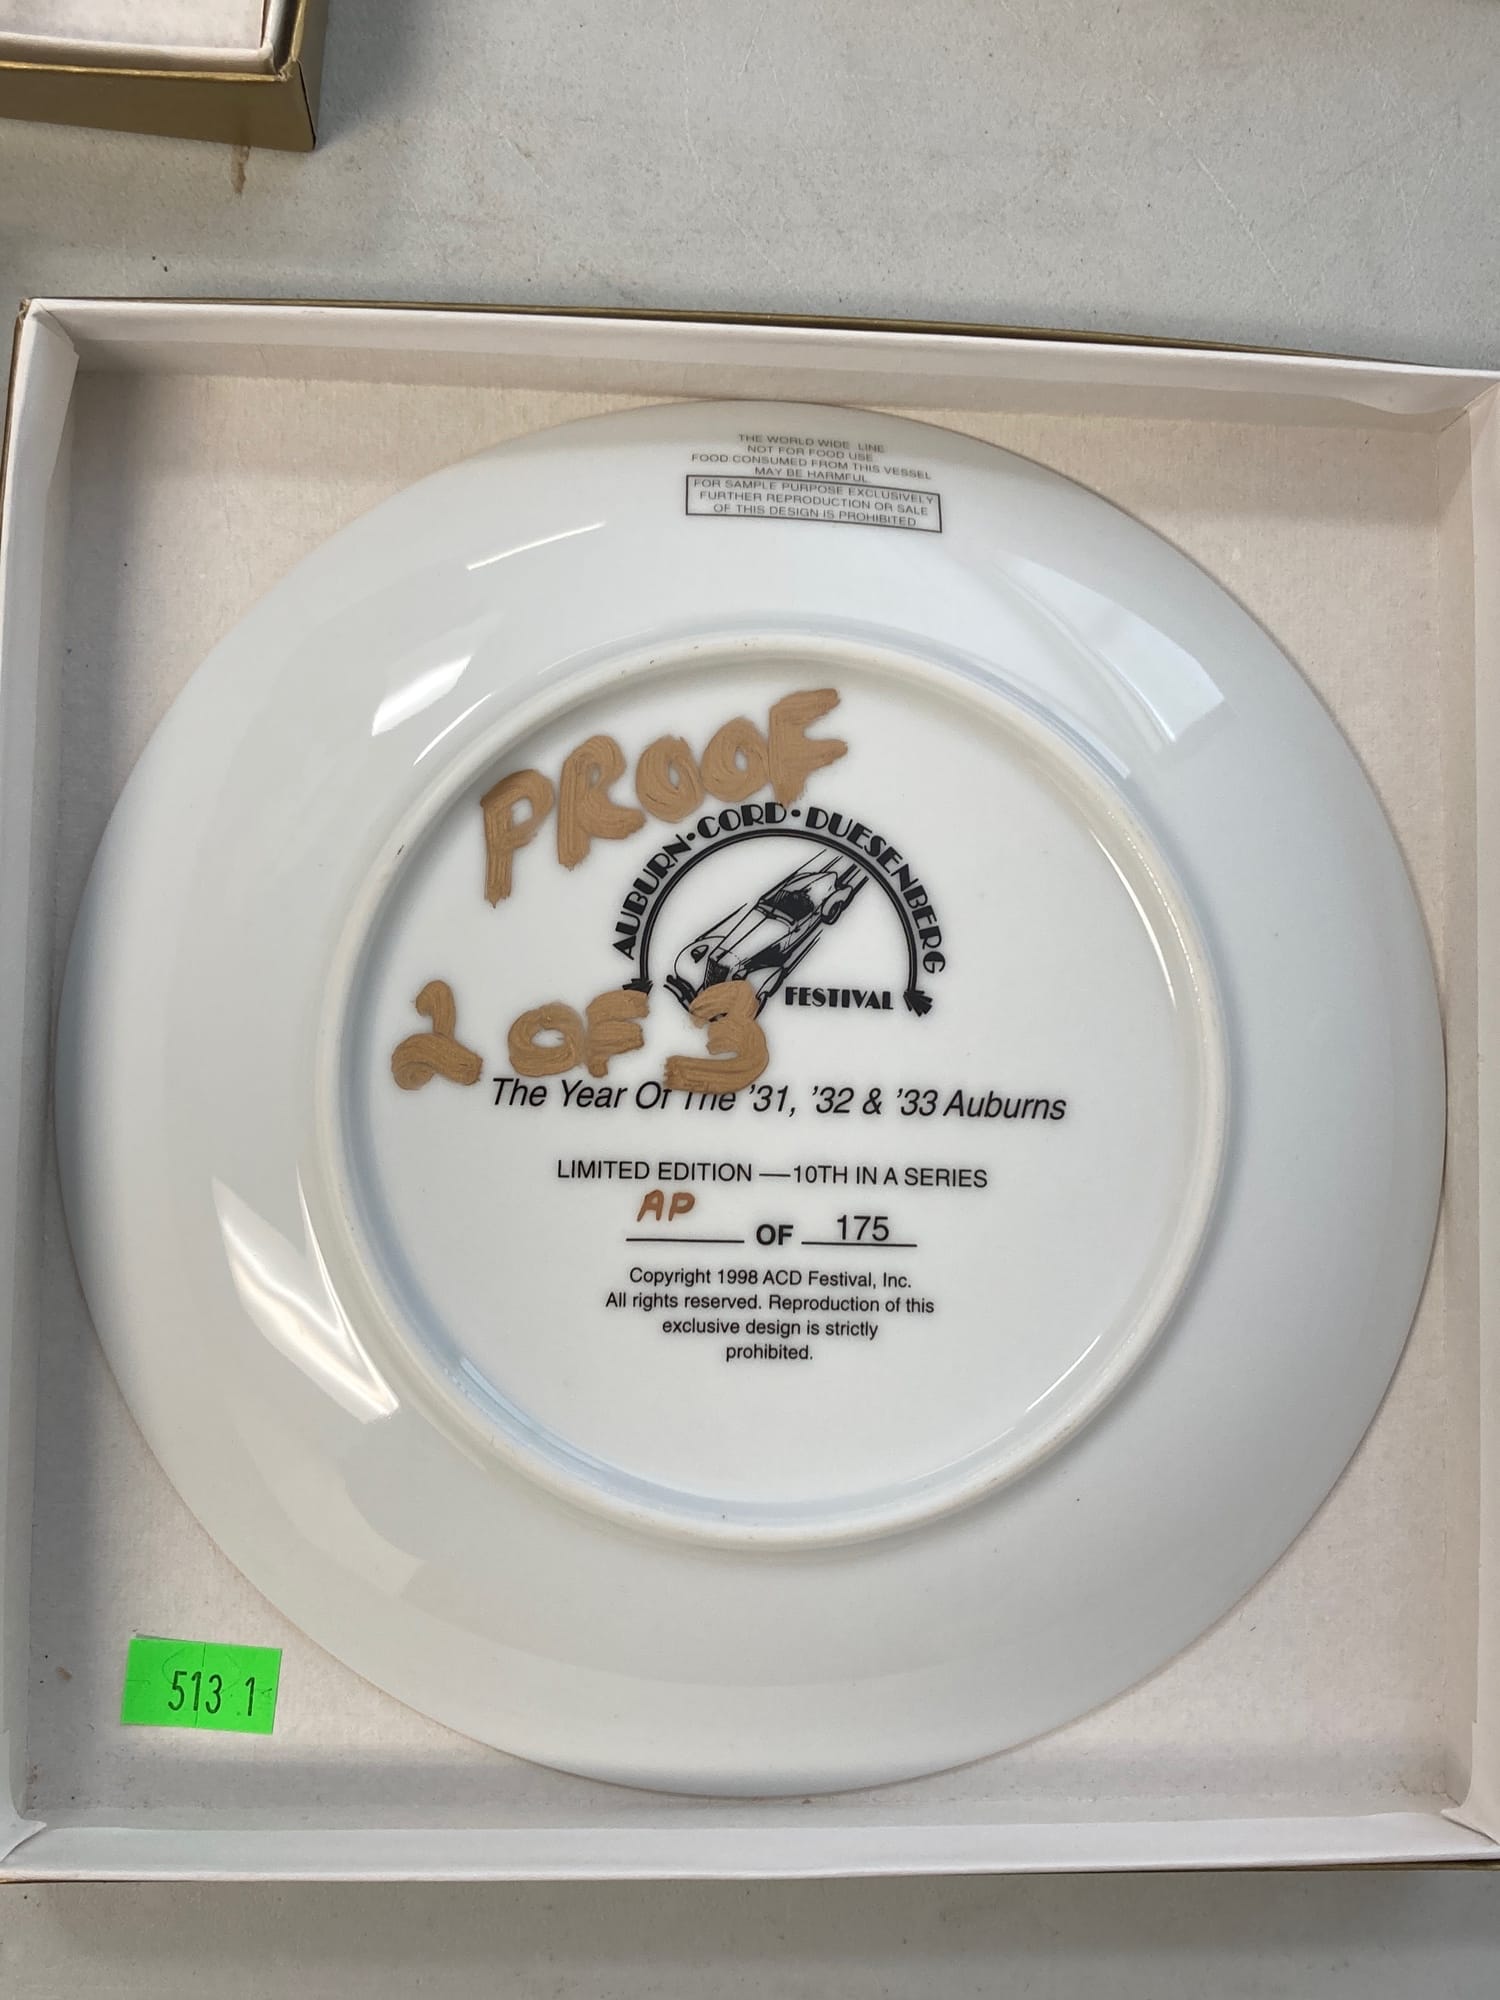 THE WORLD WIDE LINE
NOT FOR FOOD USE
FOOD CONSUMED FROM THIS VESSEL
MAY BE HARMFUL.
FOR SAMPLE PURPOSE EXCLUSIVELY
FURTHER REPRODUCTION OR SALE
OF THIS DESIGN IS PROHIBITED
PROOF
AUBURN • CORD • DUESENBERG
FESTIVAL
2 OF 3
The Year Of The '31, '32 & '33 Auburns
LIMITED EDITION — 10TH IN A SERIES
AP OF 175
Copyright 1998 ACD Festival, Inc.
All rights reserved. Reproduction of this
exclusive design is strictly
prohibited.
513 1